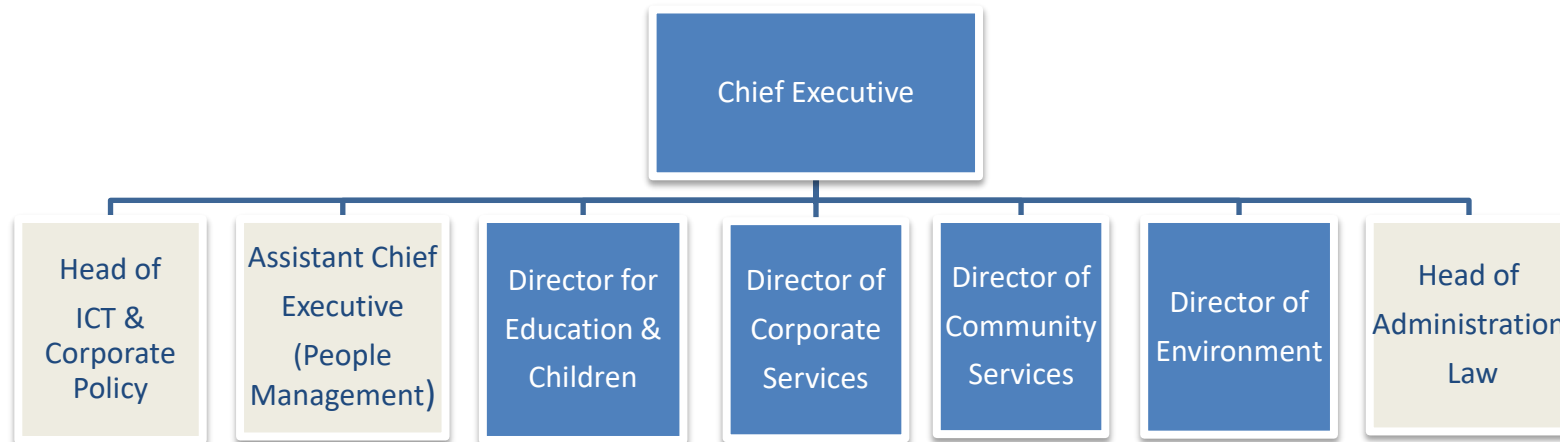 Chief Executive
Head of
ICT &
Corporate
Policy
Assistant Chief
Executive
(People
Management)
Director for
Education &
Children
Director of
Corporate
Services
Director of
Community
Services
Director of
Environment
Head of
Administration
Law